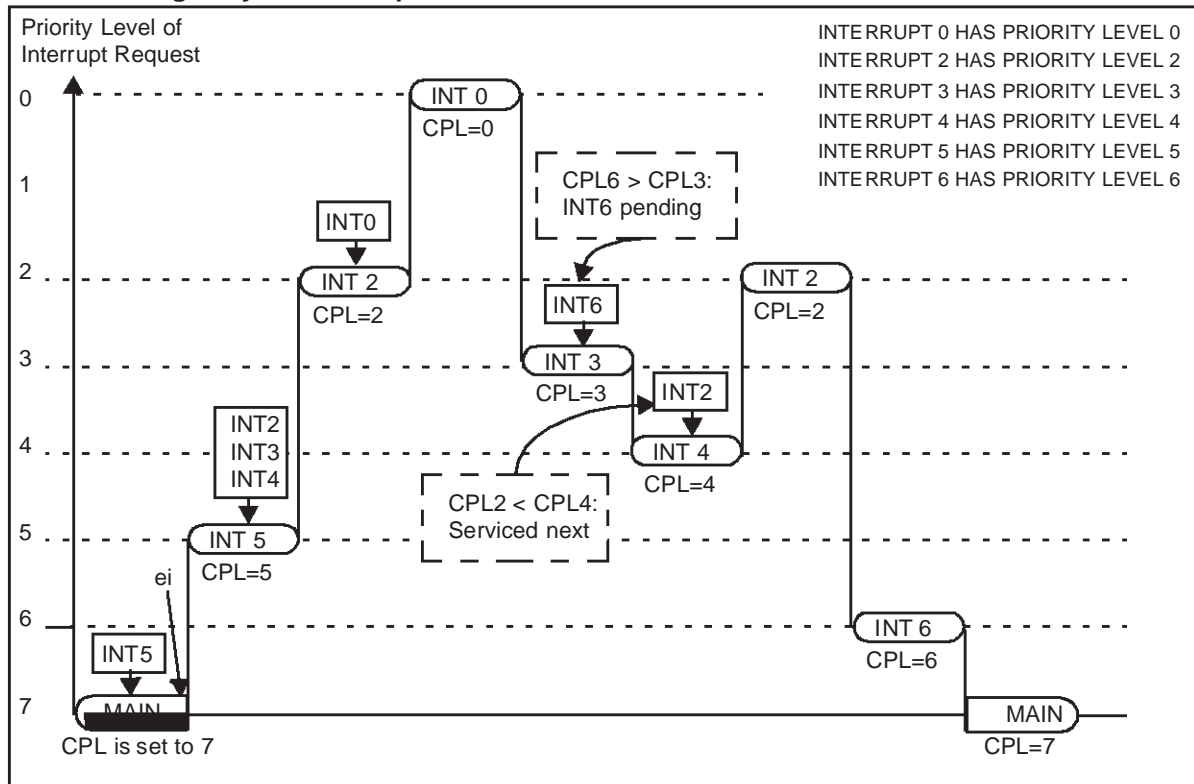 Priority Level of
Interrupt Request
INTERRUPT 0 HAS PRIORITY LEVEL 0
INTERRUPT 2 HAS PRIORITY LEVEL 2
INTERRUPT 3 HAS PRIORITY LEVEL 3
INTERRUPT 4 HAS PRIORITY LEVEL 4
INTERRUPT 5 HAS PRIORITY LEVEL 5
INTERRUPT 6 HAS PRIORITY LEVEL 6
0
INT 0
CPL=0
1
CPL6 > CPL3:
INT6 pending
INT0
2
INT 2
CPL=2
INT6
INT 2
CPL=2
3
INT 3
CPL=3
INT2
INT2
INT3
INT4
4
INT 4
CPL=4
CPL2 < CPL4:
Serviced next
5
INT 5
CPL=5
ei
6
INT5
INT 6
CPL=6
7
MAIN
CPL is set to 7
MAIN
CPL=7